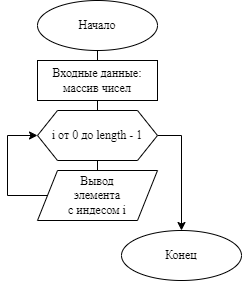 Начало
Входные данные:
массив чисел
i от 0 до length - 1
Вывод
элемента
с индесом i
Конец